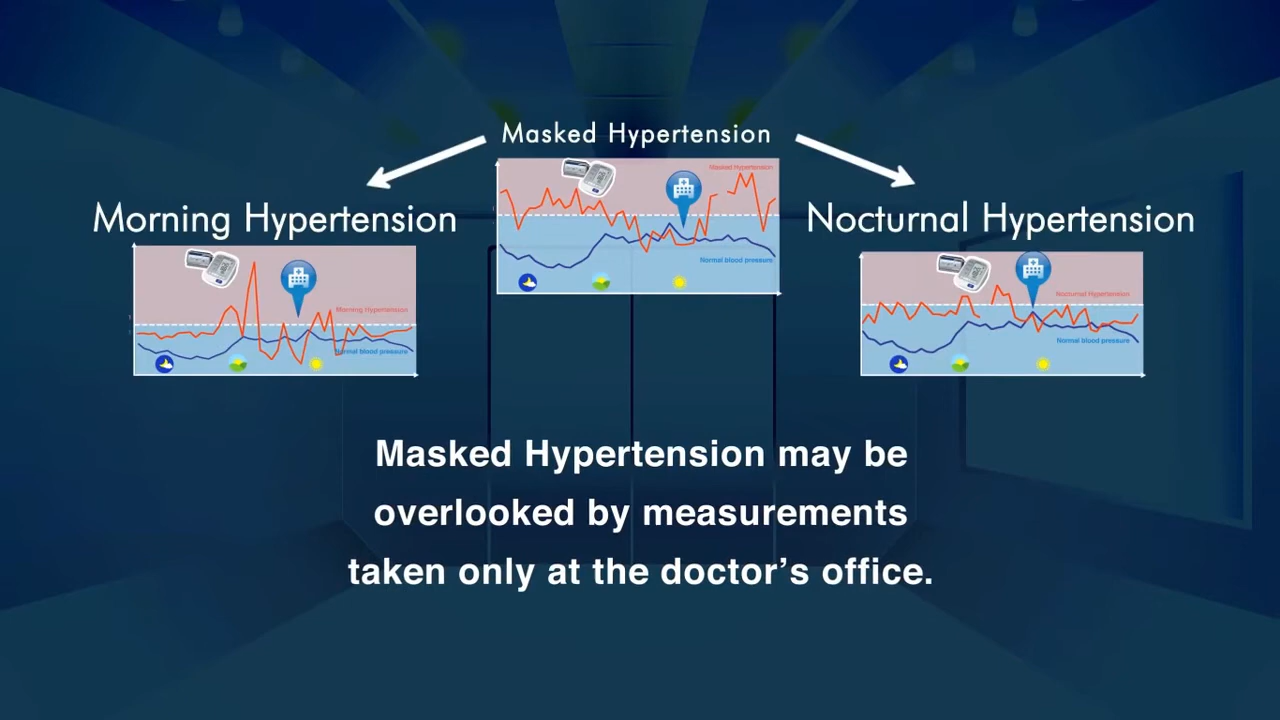 Masked Hypertension
Morning Hypertension
Nocturnal Hypertension
Masked Hypertension
Normal blood pressure
Morning Hypertension
Normal blood pressure
Nocturnal Hypertension
Normal blood pressure
Masked Hypertension may be
overlooked by measurements
taken only at the doctor’s office.